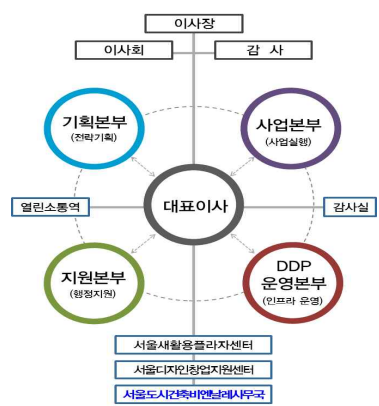 이사장
이사회
감 사
기획본부
(전략기획)
사업본부
(사업실행)
열린소통역
대표이사
감사실
지원본부
(행정지원)
DDP
운영본부
(인프라 운영)
서울새활용플라자센터
서울디자인창업지원센터
서울도시건축비엔날레사무국